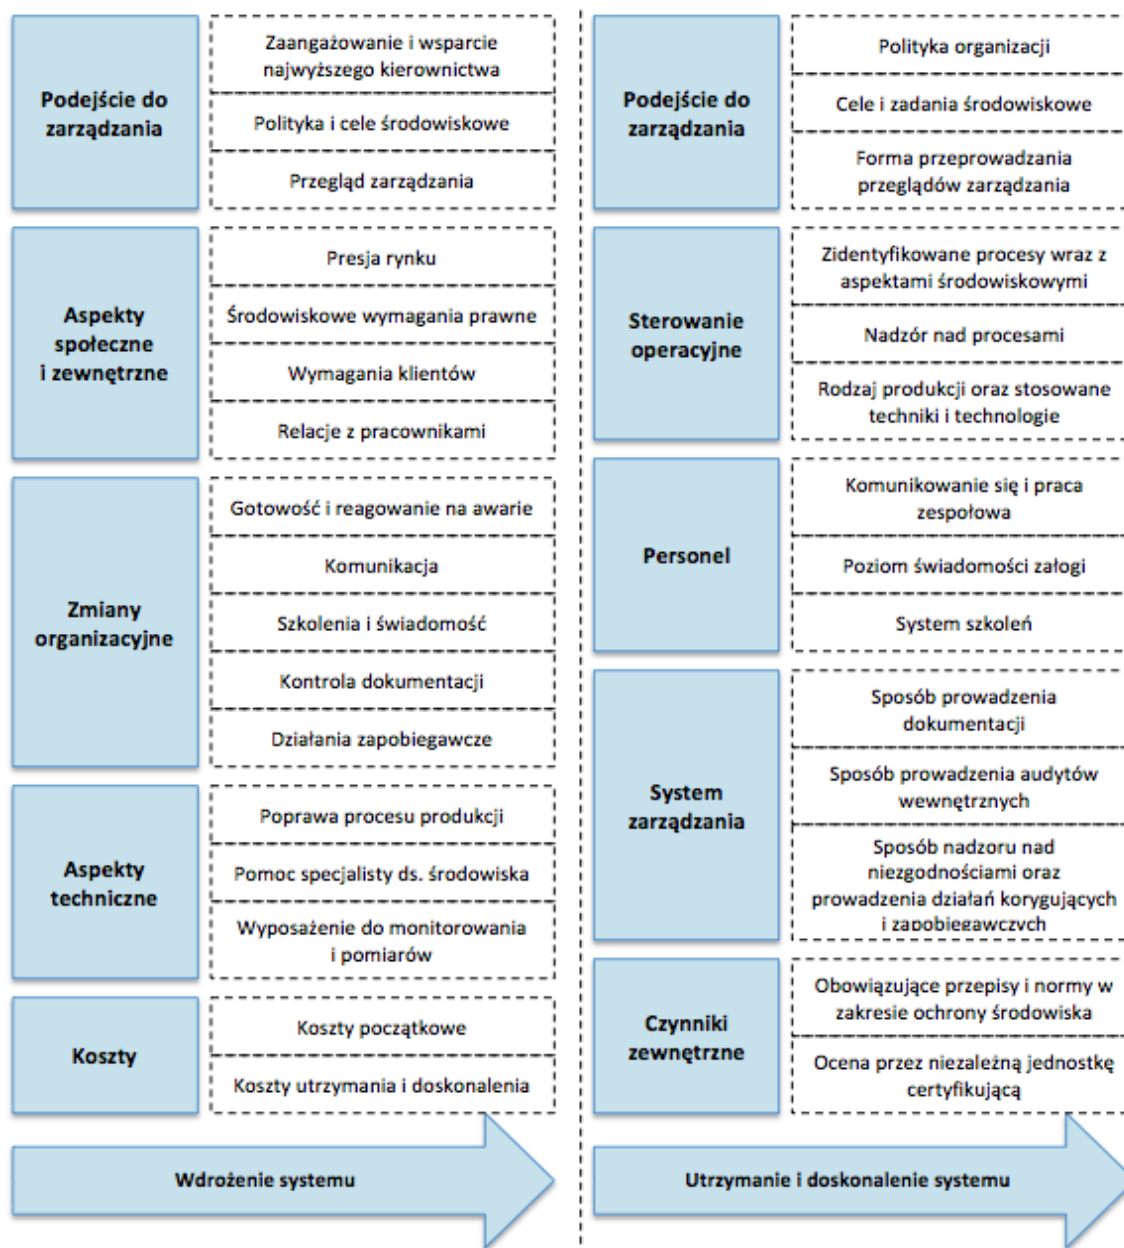 Podejście do
zarządzania
Zaangażowanie i wsparcie
najwyższego kierownictwa
Polityka i cele środowiskowe
Przegląd zarządzania
Aspekty
społeczne
i zewnętrzne
Presja rynku
Środowiskowe wymagania prawne
Wymagania klientów
Relacje z pracownikami
Zmiany
organizacyjne
Gotowość i reagowanie na awarie
Komunikacja
Szkolenia i świadomość
Kontrola dokumentacji
Działania zapobiegawcze
Aspekty
techniczne
Poprawa procesu produkcji
Pomoc specjalisty ds. środowiska
Wyposażenie do monitorowania
i pomiarów
Koszty
Koszty początkowe
Koszty utrzymania i doskonalenia
Wdrożenie systemu
Podejście do
zarządzania
Polityka organizacji
Cele i zadania środowiskowe
Forma przeprowadzania
przeglądów zarządzania
Sterowanie
operacyjne
Zidentyfikowane procesy wraz z
aspektami środowiskowymi
Nadzór nad procesami
Rodzaj produkcji oraz stosowane
techniki i technologie
Personel
Komunikowanie się i praca
zespołowa
Poziom świadomości załogi
System szkoleń
System
zarządzania
Sposób prowadzenia
dokumentacji
Sposób prowadzenia audytów
wewnętrznych
Sposób nadzoru nad
niezgodnościami oraz
prowadzenia działań korygujących
i zapobiegawczych
Czynniki
zewnętrzne
Obowiązujące przepisy i normy w
zakresie ochrony środowiska
Ocena przez niezależną jednostkę
certyfikującą
Utrzymanie i doskonalenie systemu